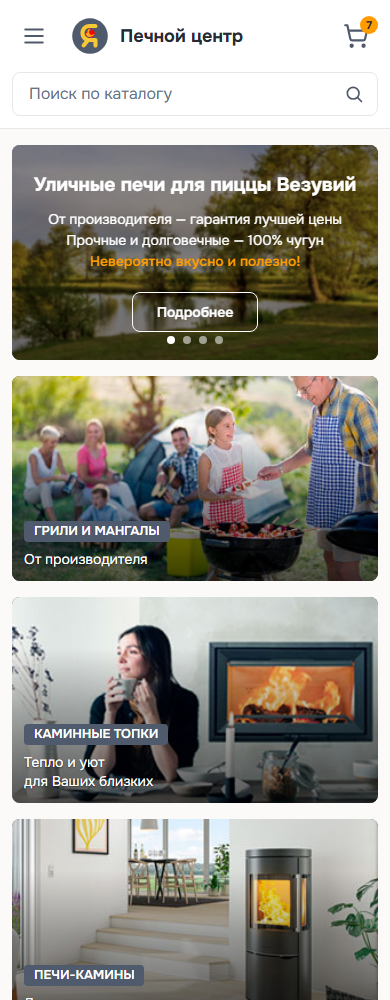 Печной центр
7
Поиск по каталогу
Уличные печи для пиццы Везувий
От производителя — гарантия лучшей цены
Прочные и долговечные — 100% чугун
Невероятно вкусно и полезно!
Подробнее
ГРИЛИ И МАНГАЛЫ
От производителя
КАМИННЫЕ ТОПКИ
Тепло и уют
для Ваших близких
ПЕЧИ-КАМИНЫ